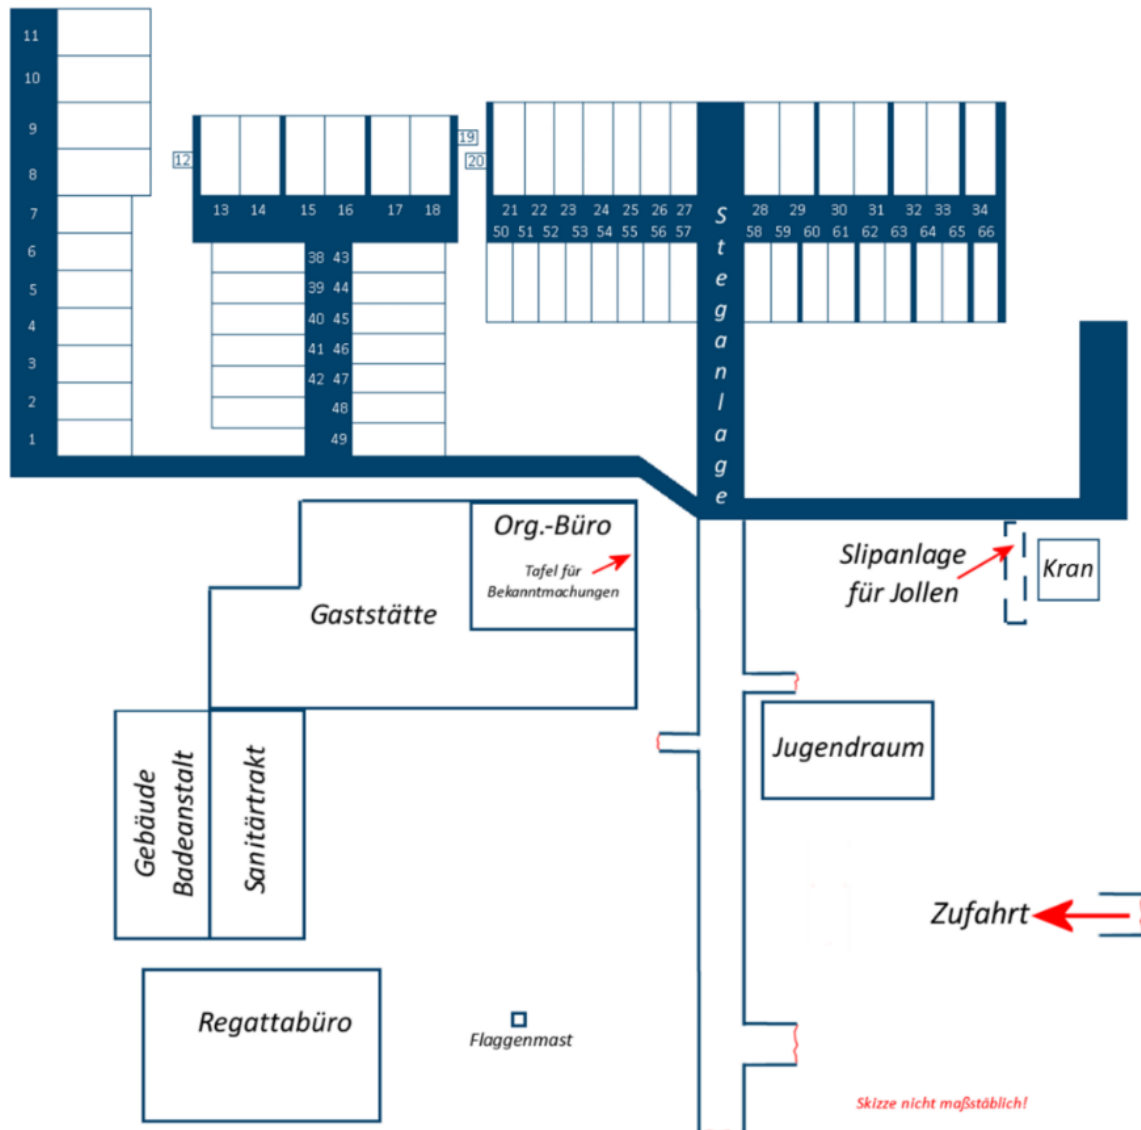 11
10
9
8
7
6
5
4
3
2
1
12
19
20
13 14 15 16 17 18
38 43
39 44
40 45
41 46
42 47
48
49
21 22 23 24 25 26 27
50 51 52 53 54 55 56 57
28 29 30 31 32 33 34
58 59 60 61 62 63 64 65 66
Steganlage
Org.-Büro
Tafel für
Bekanntmachungen
Gaststätte
Slipanlage
für Jollen
Kran
Jugendraum
Gebäude
Badeanstalt
Sanitärtrakt
Zufahrt
Regattabüro
Flaggenmast
Skizze nicht maßstäblich!